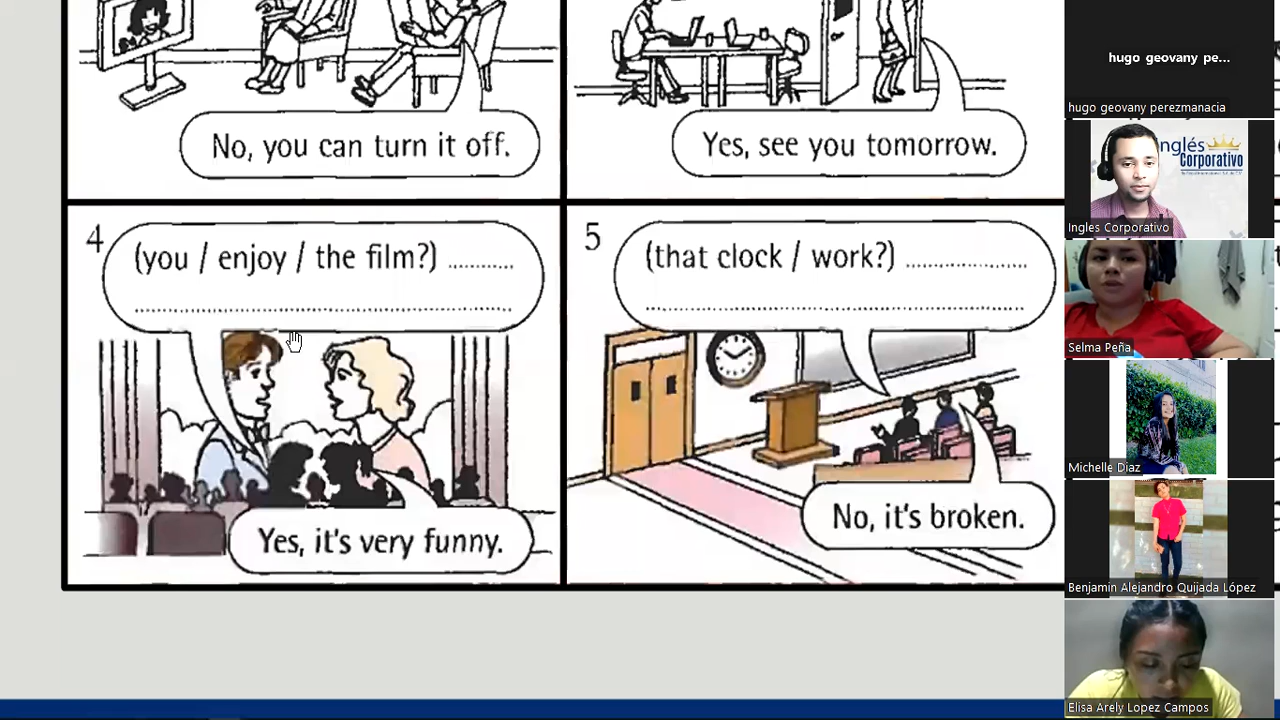 No, you can turn it off.
Yes, see you tomorrow.
4
(you / enjoy / the film?) ............
Yes, it's very funny.
5
(that clock / work?) ......................
No, it's broken.
hugo geovany pe...
hugo geovany perezmanacia
Inglés
Corporativo
Ingles Corporativo
Selma Peña
Michelle Diaz
Benjamin Alejandro Quijada López
Elisa Arely Lopez Campos